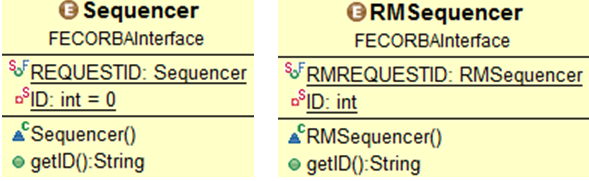 Sequencer
FECORBAInterface
REQUESTID: Sequencer
ID: int = 0
Sequencer()
getID():String
RMSequencer
FECORBAInterface
RMREQUESTID: RMSequencer
ID: int
RMSequencer()
getID():String